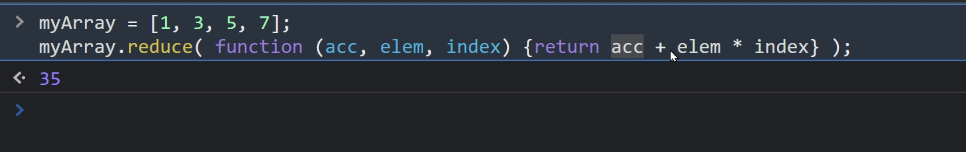 > myArray = [1, 3, 5, 7];
myArray.reduce( function (acc, elem, index) {return acc + elem * index} );
<· 35
>